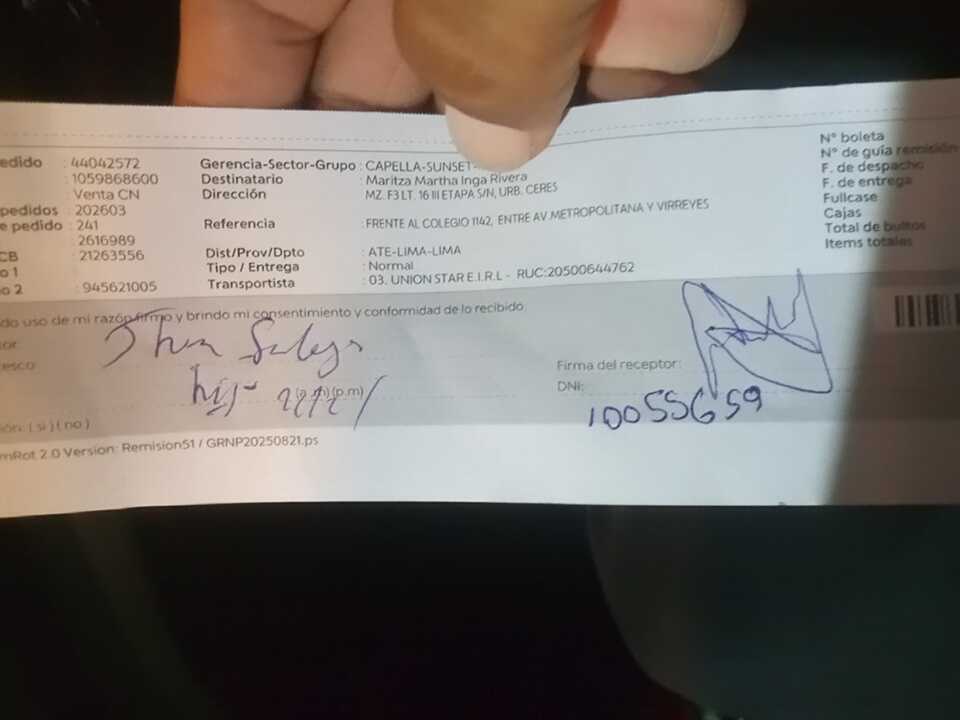 edido : 44042572 Gerencia-Sector-Grupo : CAPELLA-SUNSET- N° boleta
: 1059868600 Destinatario : Maritza Martha Inga Rivera N° de guía remisión
Venta CN Dirección MZ. F3 LT. 16 III ETAPA S/N, URB. CERES F. de despacho
pedidos : 202603 F. de entrega
e pedido : 241 Referencia : FRENTE AL COLEGIO 1142, ENTRE AV.METROPOLITANA Y VIRREYES Fullcase
: 2616989 Cajas
CB : 21263556 Dist/Prov/Dpto : ATE-LIMA-LIMA Total de bultos
o 1 Tipo / Entrega : Normal Items totales
o 2 : 945621005 Transportista : 03. UNION STAR E.I.R.L - RUC:20500644762
do uso de mi razón firmo y brindo mi consentimiento y conformidad de lo recibido
tor:
esco: Firma del receptor:
(a.m)(p.m) DNI:
10055659
ión: ( si ) ( no )
mRot 2.0 Version: Remision51 / GRNP20250821.ps